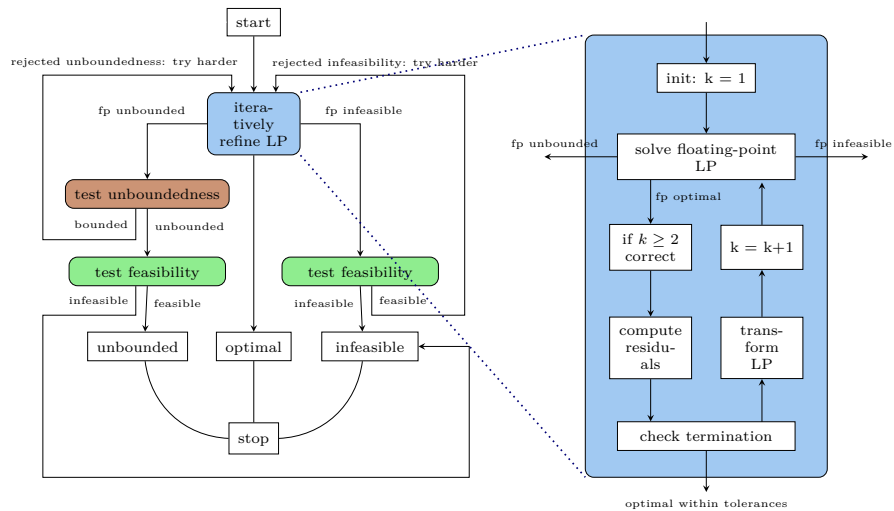 start
rejected unboundedness: try harder
rejected infeasibility: try harder
fp unbounded
itera-
tively
refine LP
fp infeasible
test unboundedness
bounded
unbounded
test feasibility
test feasibility
infeasible
feasible
infeasible
feasible
unbounded
optimal
infeasible
stop
init: k = 1
fp unbounded
solve floating-point
LP
fp infeasible
fp optimal
if k ≥ 2
correct
k = k+1
compute
residu-
als
trans-
form
LP
check termination
optimal within tolerances